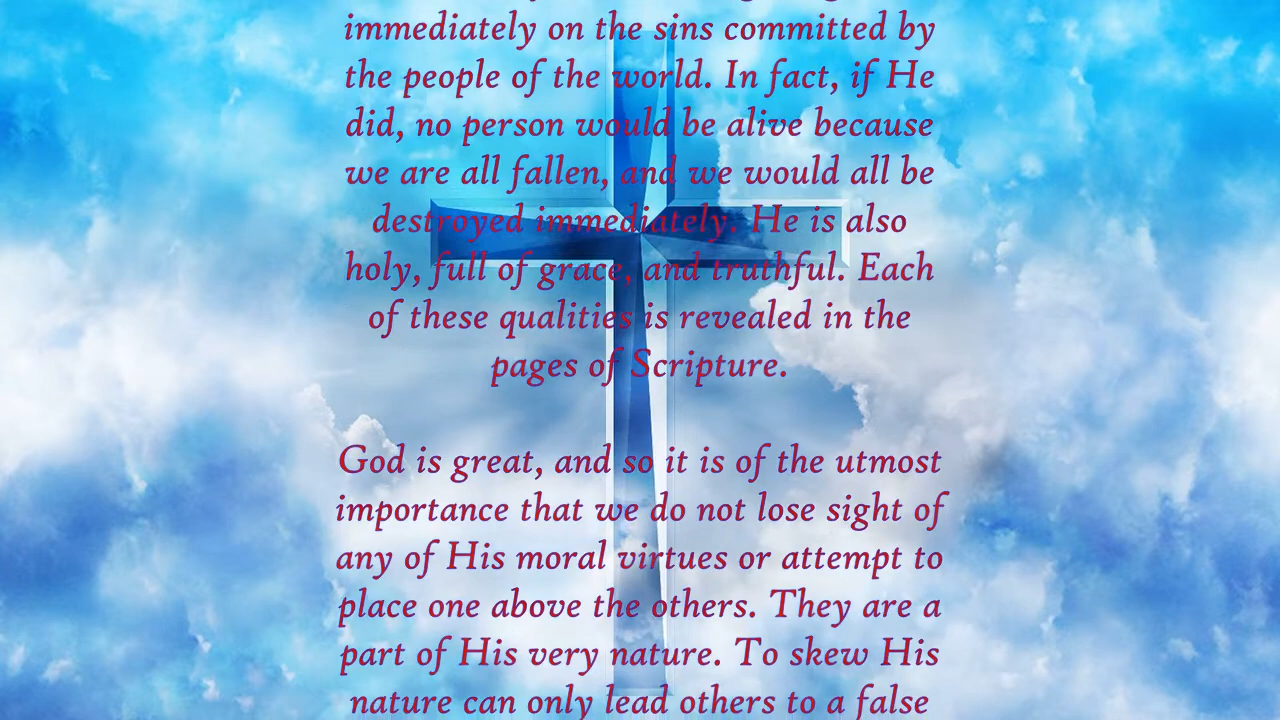 immediately on the sins committed by
the people of the world. In fact, if He
did, no person would be alive because
we are all fallen, and we would all be
destroyed immediately. He is also
holy, full of grace, and truthful. Each
of these qualities is revealed in the
pages of Scripture.
God is great, and so it is of the utmost
importance that we do not lose sight of
any of His moral virtues or attempt to
place one above the others. They are a
part of His very nature. To skew His
nature can only lead others to a false